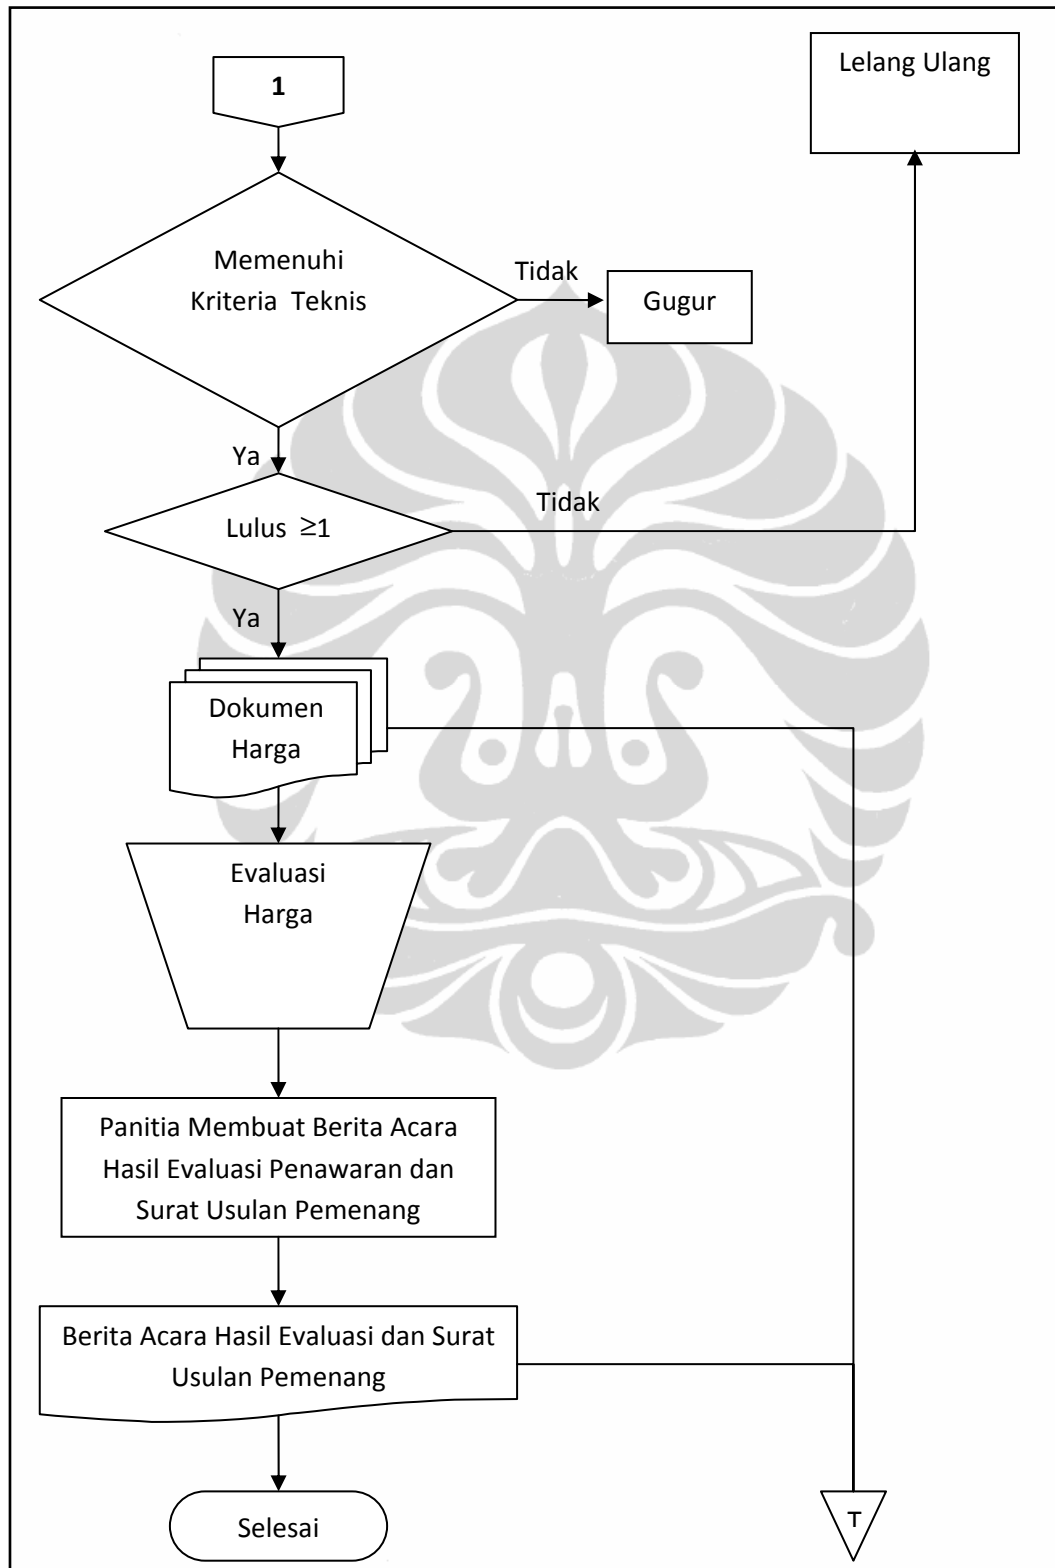 1
Lelang Ulang
Memenuhi
Kriteria Teknis
Tidak
Gugur
Ya
Lulus ≥1
Tidak
Ya
Dokumen
Harga
Evaluasi
Harga
Panitia Membuat Berita Acara
Hasil Evaluasi Penawaran dan
Surat Usulan Pemenang
Berita Acara Hasil Evaluasi dan Surat
Usulan Pemenang
Selesai
T